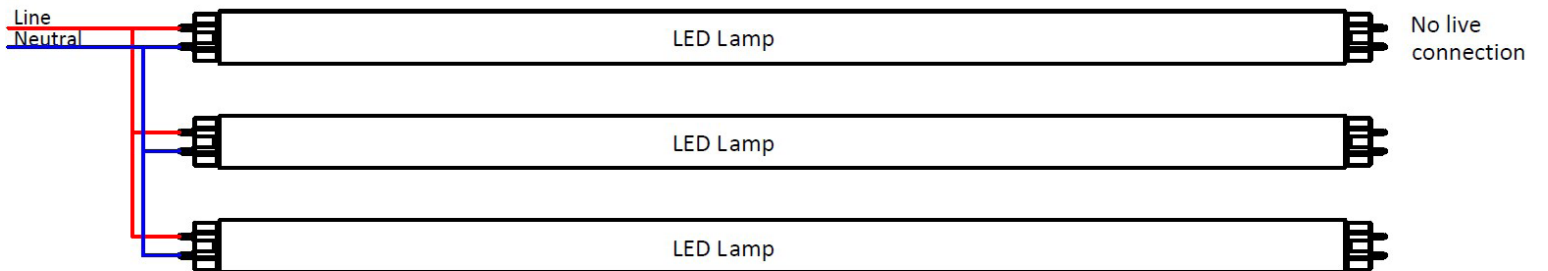 Line
Neutral
LED Lamp
No live
connection
LED Lamp
LED Lamp